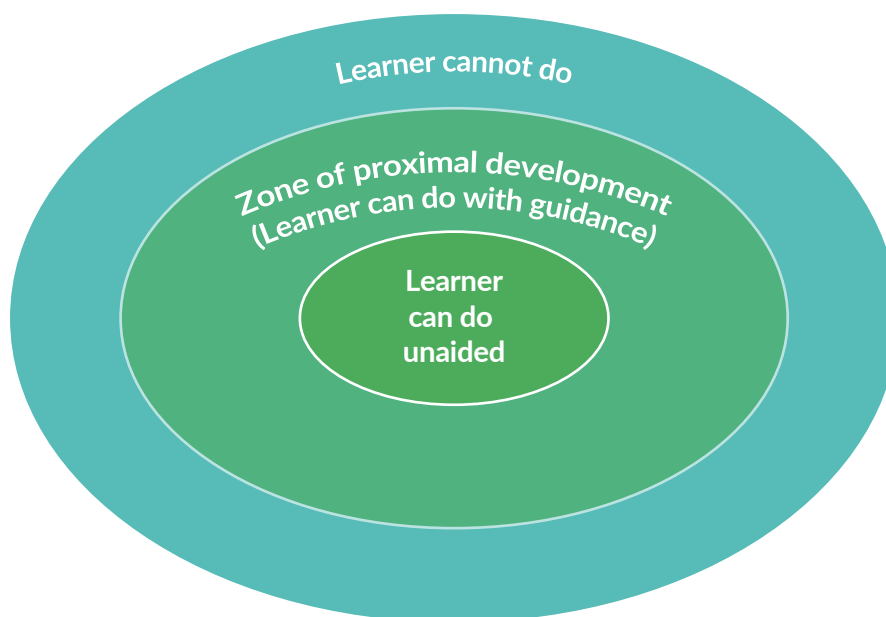 Learner cannot do
Zone of proximal development
(Learner can do with guidance)
Learner
can do
unaided